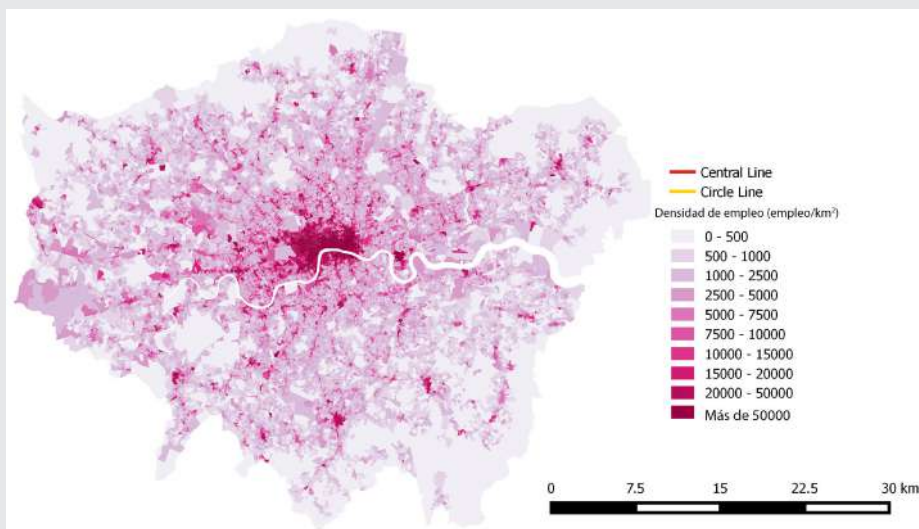 Central Line
Circle Line
Densidad de empleo (empleo/km²)
0 - 500
500 - 1000
1000 - 2500
2500 - 5000
5000 - 7500
7500 - 10000
10000 - 15000
15000 - 20000
20000 - 50000
Más de 50000
0 7.5 15 22.5 30 km